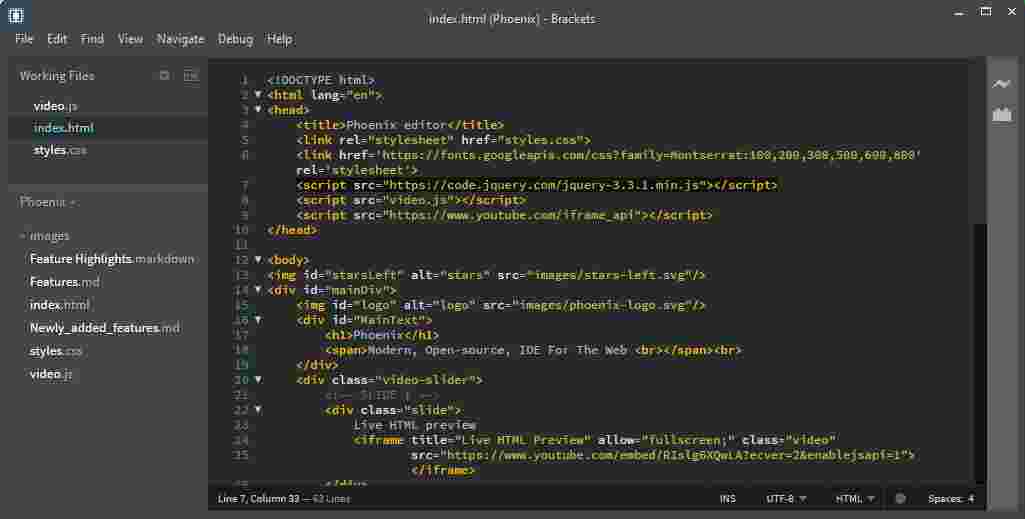 index.html (Phoenix) - Brackets
File Edit Find View Navigate Debug Help
Working Files
video.js
index.html
styles.css
Phoenix
images
Feature Highlights.markdown
Features.md
index.html
Newly_added_features.md
styles.css
video.js
1 <!DOCTYPE html>
2 <html lang="en">
3 <head>
4 <title>Phoenix editor</title>
5 <link rel="stylesheet" href="styles.css">
6 <link href='https://fonts.googleapis.com/css?family=Montserrat:100,200,300,500,600,800'
rel='stylesheet'>
7 <script src="https://code.jquery.com/jquery-3.3.1.min.js"></script>
8 <script src="video.js"></script>
9 <script src="https://www.youtube.com/iframe_api"></script>
10 </head>
11
12 <body>
13 <img id="starsLeft" alt="stars" src="images/stars-left.svg"/>
14 <div id="mainDiv">
15 <img id="logo" alt="logo" src="images/phoenix-logo.svg"/>
16 <div id="MainText">
17 <h1>Phoenix</h1>
18 <span>Modern, Open-source, IDE For The Web <br></span><br>
19 </div>
20 <div class="video-slider">
21 <!-- SLIDE 1 -->
22 <div class="slide">
23 Live HTML preview
24 <iframe title="Live HTML Preview" allow="fullscreen;" class="video"
25 src="https://www.youtube.com/embed/RIslg6XQwLA?ecver=2&enablejsapi=1">
</iframe>
</div>
Line 7, Column 33 — 63 Lines
INS UTF-8 HTML Spaces: 4